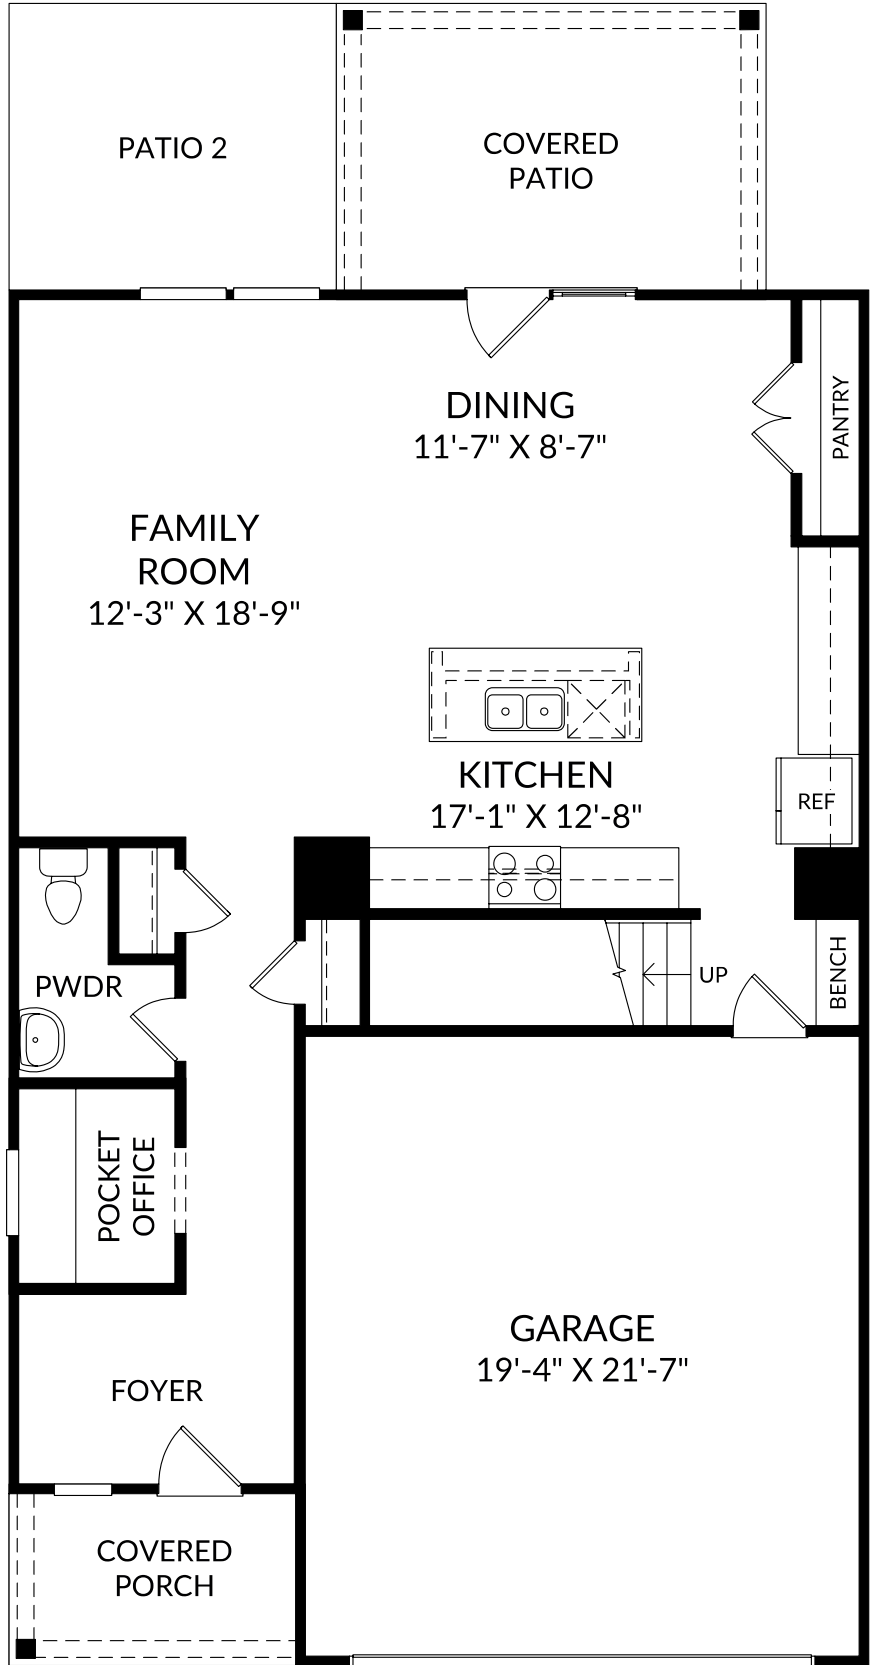 PATIO 2
COVERED
PATIO
DINING
11'-7" X 8'-7"
PANTRY
FAMILY
ROOM
12'-3" X 18'-9"
KITCHEN
17'-1" X 12'-8"
REF
PWDR
UP
BENCH
POCKET
OFFICE
GARAGE
19'-4" X 21'-7"
FOYER
COVERED
PORCH